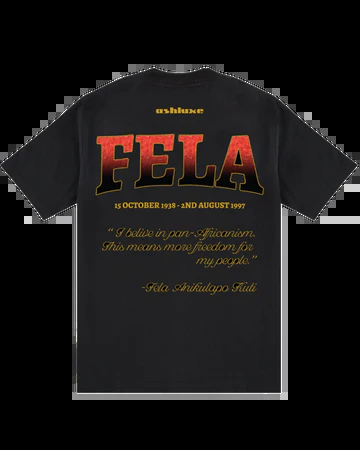 ashluxe
FELA
15 OCTOBER 1938 - 2ND AUGUST 1997
“ I belive in pan-Africanism.
This means more freedom for
my people.”
-Fela Anikulapo Kuti